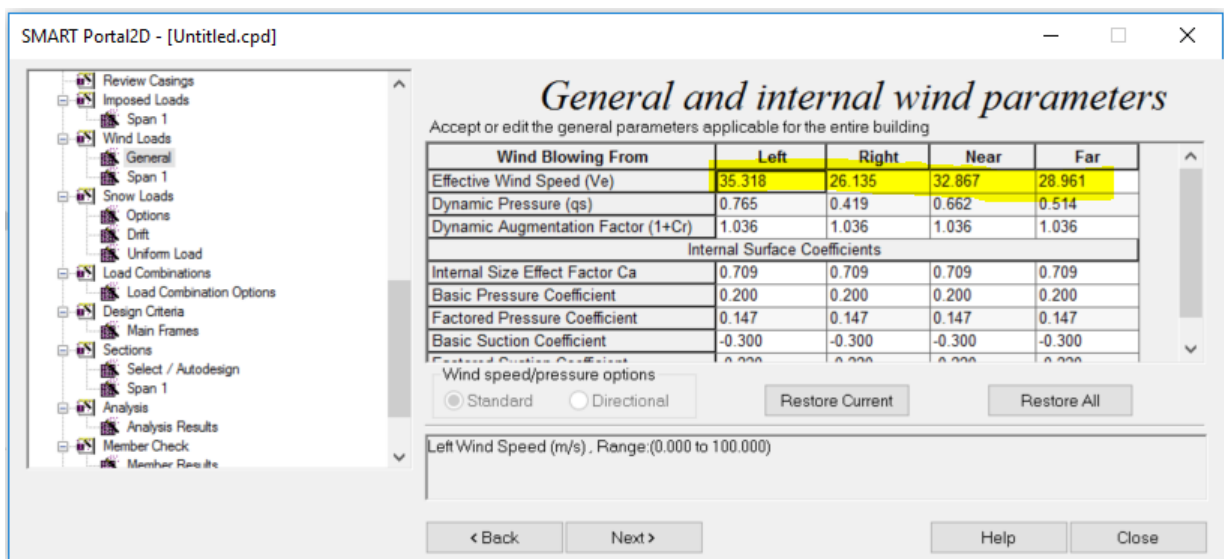 SMART Portal2D - [Untitled.cpd]
Review Casings
Imposed Loads
Span 1
Wind Loads
General
Span 1
Snow Loads
Options
Drift
Uniform Load
Load Combinations
Load Combination Options
Design Criteria
Main Frames
Sections
Select / Autodesign
Span 1
Analysis
Analysis Results
Member Check
Member Results
General and internal wind parameters
Accept or edit the general parameters applicable for the entire building
Wind Blowing From Left Right Near Far
Effective Wind Speed (Ve) 35.318 26.135 32.867 28.961
Dynamic Pressure (qs) 0.765 0.419 0.662 0.514
Dynamic Augmentation Factor (1+Cr) 1.036 1.036 1.036 1.036
Internal Surface Coefficients
Internal Size Effect Factor Ca 0.709 0.709 0.709 0.709
Basic Pressure Coefficient 0.200 0.200 0.200 0.200
Factored Pressure Coefficient 0.147 0.147 0.147 0.147
Basic Suction Coefficient -0.300 -0.300 -0.300 -0.300
Wind speed/pressure options
Standard Directional
Restore Current Restore All
Left Wind Speed (m/s) , Range:(0.000 to 100.000)
< Back Next > Help Close